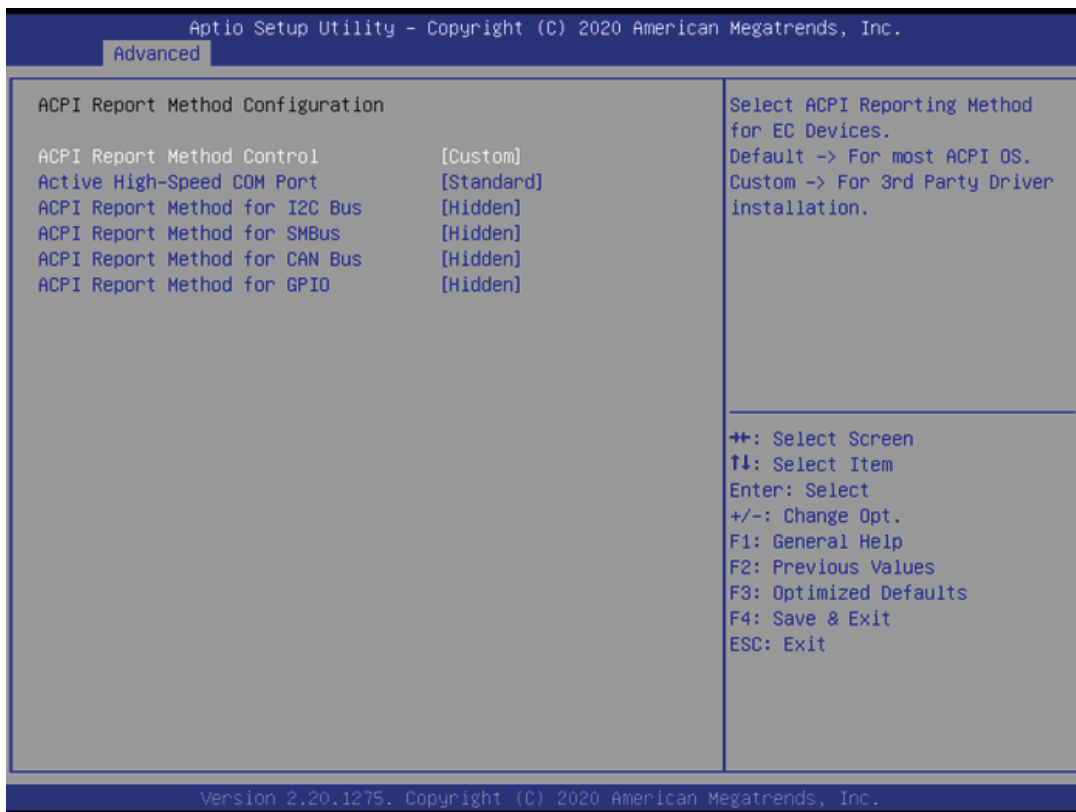 Aptio Setup Utility – Copyright (C) 2020 American Megatrends, Inc.
Advanced
ACPI Report Method Configuration
ACPI Report Method Control [Custom]
Active High-Speed COM Port [Standard]
ACPI Report Method for I2C Bus [Hidden]
ACPI Report Method for SMBus [Hidden]
ACPI Report Method for CAN Bus [Hidden]
ACPI Report Method for GPIO [Hidden]
Select ACPI Reporting Method
for EC Devices.
Default -> For most ACPI OS.
Custom -> For 3rd Party Driver
installation.
→←: Select Screen
↑↓: Select Item
Enter: Select
+/-: Change Opt.
F1: General Help
F2: Previous Values
F3: Optimized Defaults
F4: Save & Exit
ESC: Exit
Version 2.20.1275. Copyright (C) 2020 American Megatrends, Inc.